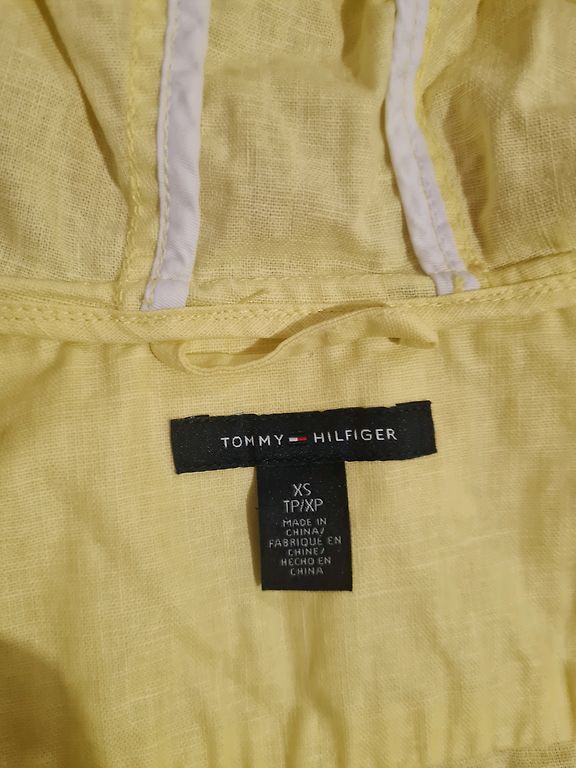 TOMMY HILFIGER
XS
TP/XP
MADE IN
CHINA/
FABRIQUE EN
CHINE/
HECHO EN
CHINA